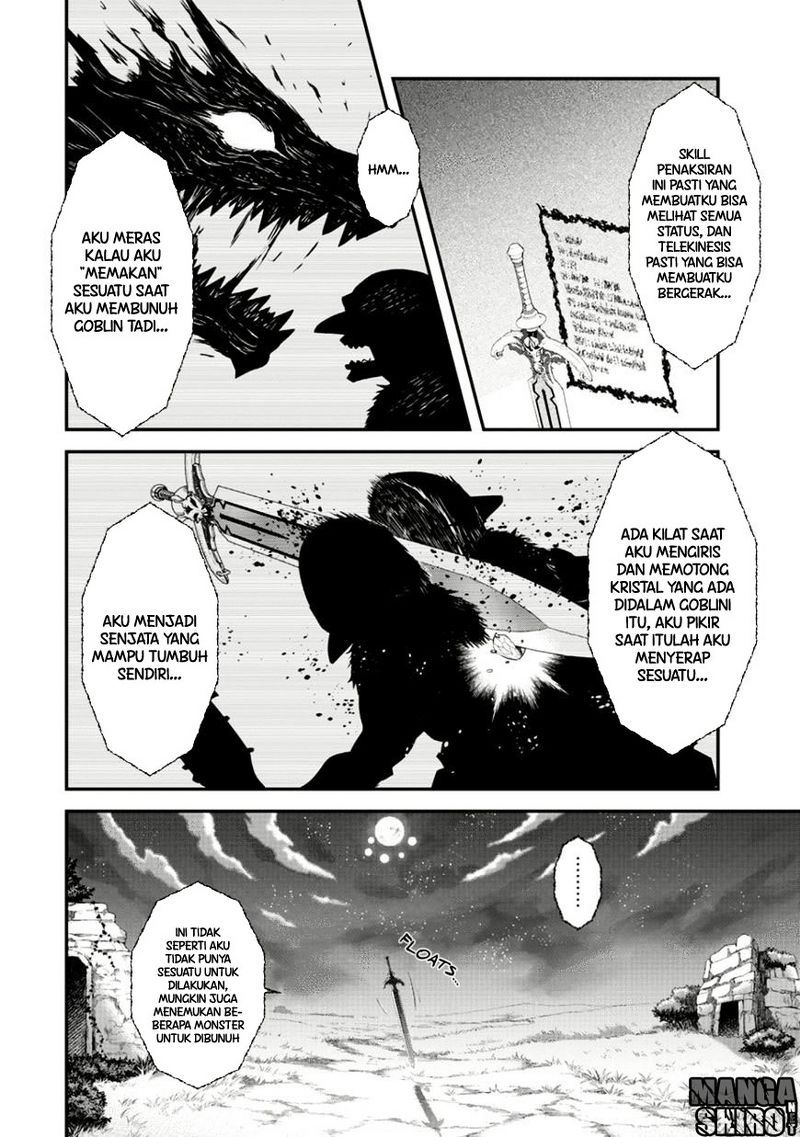 SKILL
PENAKSIRAN
INI PASTI YANG
MEMBUATKU BISA
MELIHAT SEMUA
STATUS, DAN
TELEKINESIS
PASTI YANG BISA
MEMBUATKU
BERGERAK...
HMM...
AKU MERAS
KALAU AKU
"MEMAKAN"
SESUATU SAAT
AKU MEMBUNUH
GOBLIN TADI...
ADA KILAT SAAT
AKU MENGIRIS
DAN MEMOTONG
KRISTAL YANG ADA
DIDALAM GOBLINI
ITU, AKU PIKIR
SAAT ITULAH AKU
MENYERAP
SESUATU...
AKU MENJADI
SENJATA YANG
MAMPU TUMBUH
SENDIRI...
........
FLOATS...
INI TIDAK
SEPERTI AKU
TIDAK PUNYA
SESUATU UNTUK
DILAKUKAN,
MUNGKIN JUGA
MENEMUKAN BE-
BERAPA MONSTER
UNTUK DIBUNUH
MANGA
SHIRO